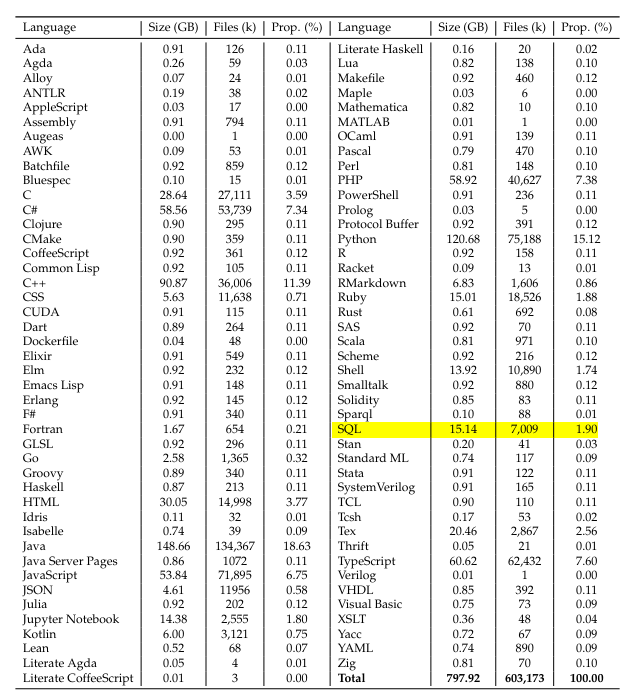 Language Size (GB) Files (k) Prop. (%) Language Size (GB) Files (k) Prop. (%)
Ada 0.91 126 0.11 Literate Haskell 0.16 20 0.02
Agda 0.26 59 0.03 Lua 0.82 138 0.10
Alloy 0.07 24 0.01 Makefile 0.92 460 0.12
ANTLR 0.19 38 0.02 Maple 0.03 6 0.00
AppleScript 0.03 17 0.00 Mathematica 0.82 10 0.10
Assembly 0.91 794 0.11 MATLAB 0.01 1 0.00
Augeas 0.00 1 0.00 OCaml 0.91 139 0.11
AWK 0.09 53 0.01 Pascal 0.79 470 0.10
Batchfile 0.92 859 0.12 Perl 0.81 148 0.10
Bluespec 0.10 15 0.01 PHP 58.92 40,627 7.38
C 28.64 27,111 3.59 PowerShell 0.91 236 0.11
C# 58.56 53,739 7.34 Prolog 0.03 5 0.00
Clojure 0.90 295 0.11 Protocol Buffer 0.92 391 0.12
CMake 0.90 359 0.11 Python 120.68 75,188 15.12
CoffeeScript 0.92 361 0.12 R 0.92 158 0.11
Common Lisp 0.92 105 0.11 Racket 0.09 13 0.01
C++ 90.87 36,006 11.39 RMarkdown 6.83 1,606 0.86
CSS 5.63 11,638 0.71 Ruby 15.01 18,526 1.88
CUDA 0.91 115 0.11 Rust 0.61 692 0.08
Dart 0.89 264 0.11 SAS 0.92 70 0.11
Dockerfile 0.04 48 0.00 Scala 0.81 971 0.10
Elixir 0.91 549 0.11 Scheme 0.92 216 0.12
Elm 0.92 232 0.12 Shell 13.92 10,890 1.74
Emacs Lisp 0.91 148 0.11 Smalltalk 0.92 880 0.12
Erlang 0.92 145 0.12 Solidity 0.85 83 0.11
F# 0.91 340 0.11 Sparql 0.10 88 0.01
Fortran 1.67 654 0.21 SQL 15.14 7,009 1.90
GLSL 0.92 296 0.11 Stan 0.20 41 0.03
Go 2.58 1,365 0.32 Standard ML 0.74 117 0.09
Groovy 0.89 340 0.11 Stata 0.91 122 0.11
Haskell 0.87 213 0.11 SystemVerilog 0.91 165 0.11
HTML 30.05 14,998 3.77 TCL 0.90 110 0.11
Idris 0.11 32 0.01 Tcsh 0.17 53 0.02
Isabelle 0.74 39 0.09 Tex 20.46 2,867 2.56
Java 148.66 134,367 18.63 Thrift 0.05 21 0.01
Java Server Pages 0.86 1072 0.11 TypeScript 60.62 62,432 7.60
JavaScript 53.84 71,895 6.75 Verilog 0.01 1 0.00
JSON 4.61 11956 0.58 VHDL 0.85 392 0.11
Julia 0.92 202 0.12 Visual Basic 0.75 73 0.09
Jupyter Notebook 14.38 2,555 1.80 XSLT 0.36 48 0.04
Kotlin 6.00 3,121 0.75 Yacc 0.72 67 0.09
Lean 0.52 68 0.07 YAML 0.74 890 0.09
Literate Agda 0.05 4 0.01 Zig 0.81 70 0.10
Literate CoffeeScript 0.01 3 0.00 Total 797.92 603,173 100.00